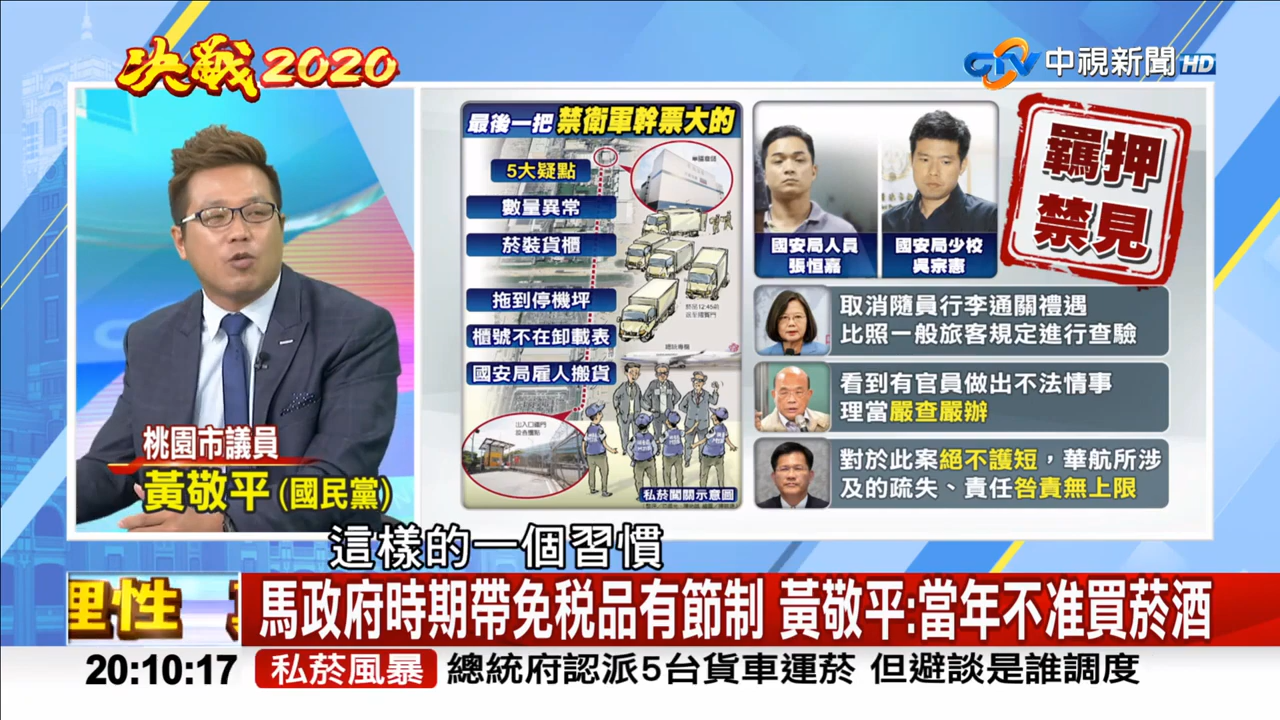 決戰2020
CTV 中視新聞 HD
最後一把 禁衛軍幹票大的
5大疑點
數量異常
菸裝貨櫃
拖到停機坪
櫃號不在卸載表
國安局雇人搬貨
出入口鐵門
私菸闖關示意圖
國安局人員
張恒嘉
國安局少校
吳宗憲
羈押
禁見
取消隨員行李通關禮遇
比照一般旅客規定進行查驗
看到有官員做出不法情事
理當嚴查嚴辦
對於此案絕不護短,華航所涉
及的疏失、責任咎責無上限
桃園市議員
黃敬平(國民黨)
這樣的一個習慣
理性
馬政府時期帶免稅品有節制 黃敬平:當年不准買菸酒
20:10:17 私菸風暴 總統府認派5台貨車運菸 但避談是誰調度